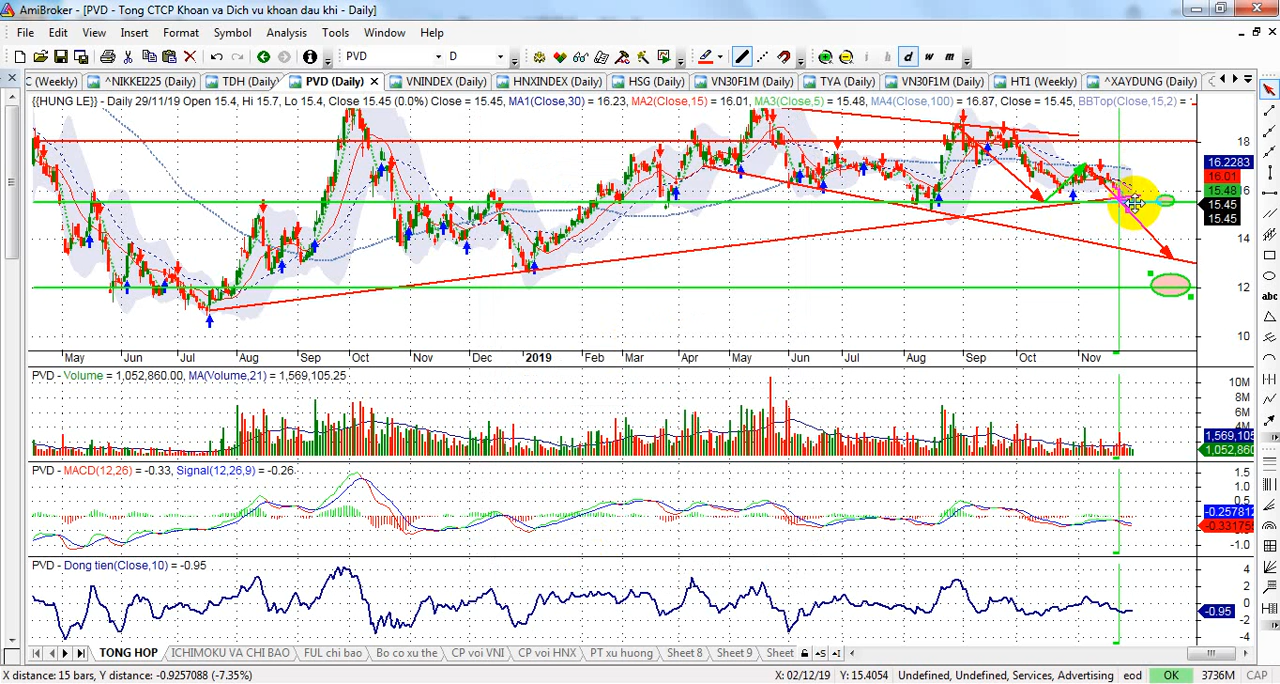 AmiBroker - [PVD - Tong CTCP Khoan va Dich vu khoan dau khi - Daily]
File Edit View Insert Format Symbol Analysis Tools Window Help
PVD D i h d w m
C (Weekly) ^NIKKEI225 (Daily) TDH (Daily) PVD (Daily) VNINDEX (Daily) HNXINDEX (Daily) HSG (Daily) VN30F1M (Daily) TYA (Daily) VN30F1M (Daily) HT1 (Weekly) ^XAYDUNG (Daily)
{{HUNG LE}} - Daily 29/11/19 Open 15.4, Hi 15.7, Lo 15.4, Close 15.45 (0.0%) Close = 15.45, MA1(Close,30) = 16.23, MA2(Close,15) = 16.01, MA3(Close,5) = 15.48, MA4(Close,100) = 16.87, Close = 15.45, BBTop(Close,15,2) =
18
16.2283
16.01
16
15.48
15.45
15.45
14
12
10
abc
May Jun Jul Aug Sep Oct Nov Dec 2019 Feb Mar Apr May Jun Jul Aug Sep Oct Nov
PVD - Volume = 1,052,860.00, MA(Volume,21) = 1,569,105.25
10M
8M
6M
4M
1,569,105
1,052,860
PVD - MACD(12,26) = -0.33, Signal(12,26,9) = -0.26
1.5
1.0
0.5
-0.257812
-0.331755
-1.0
PVD - Dong tien(Close,10) = -0.95
4
2
0
-0.95
-2
-4
TONG HOP ICHIMOKU VA CHI BAO FUL chi bao Bo co xu the CP voi VNI CP voi HNX PT xu huong Sheet 8 Sheet 9 Sheet
X distance: 15 bars, Y distance: -0.9257088 (-7.35%) X: 02/12/19 Y: 15.4054 Undefined, Undefined, Services, Advertising eod OK 3736M CAP